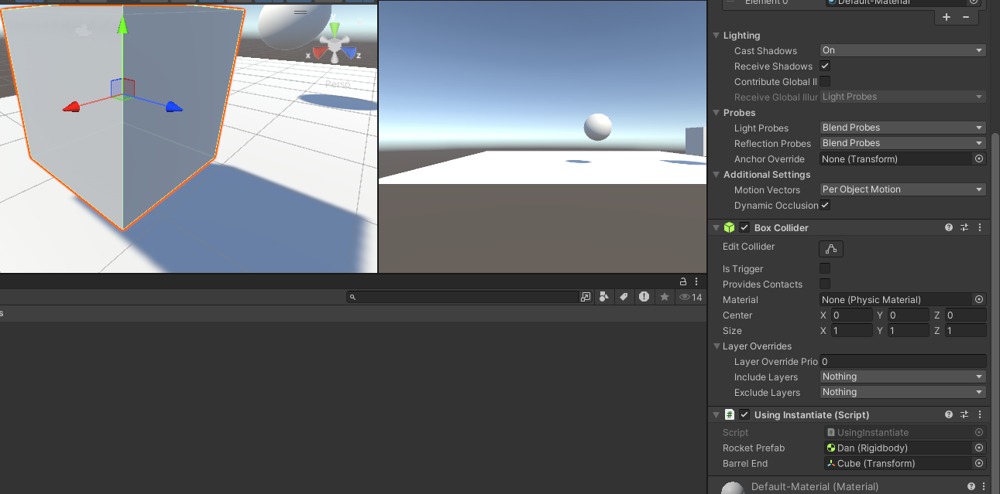 Element 0 Default-Material
Lighting
Cast Shadows On
Receive Shadows
Contribute Global Il
Receive Global Illur Light Probes
Probes
Light Probes Blend Probes
Reflection Probes Blend Probes
Anchor Override None (Transform)
Additional Settings
Motion Vectors Per Object Motion
Dynamic Occlusion
Box Collider
Edit Collider
Is Trigger
Provides Contacts
Material None (Physic Material)
Center X 0 Y 0 Z 0
Size X 1 Y 1 Z 1
Layer Overrides
Layer Override Prio 0
Include Layers Nothing
Exclude Layers Nothing
# Using Instantiate (Script)
Script # UsingInstantiate
Rocket Prefab Dan (Rigidbody)
Barrel End Cube (Transform)
Default-Material (Material)
y
x z
Persp
14
s